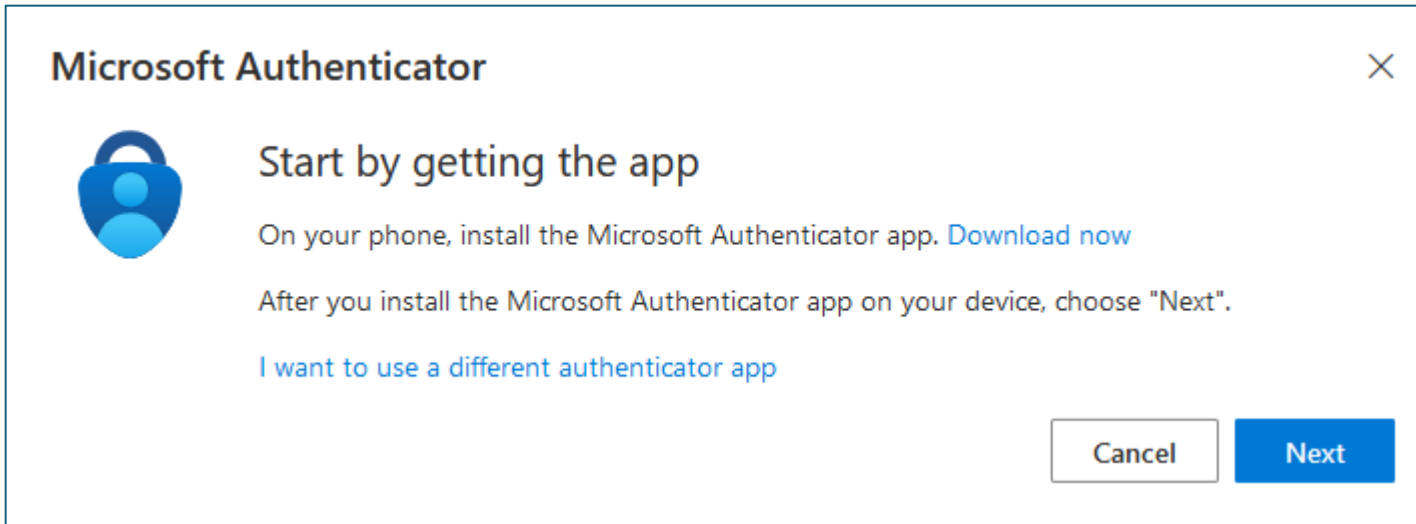 Microsoft Authenticator
Start by getting the app
On your phone, install the Microsoft Authenticator app. Download now
After you install the Microsoft Authenticator app on your device, choose "Next".
I want to use a different authenticator app
Cancel
Next